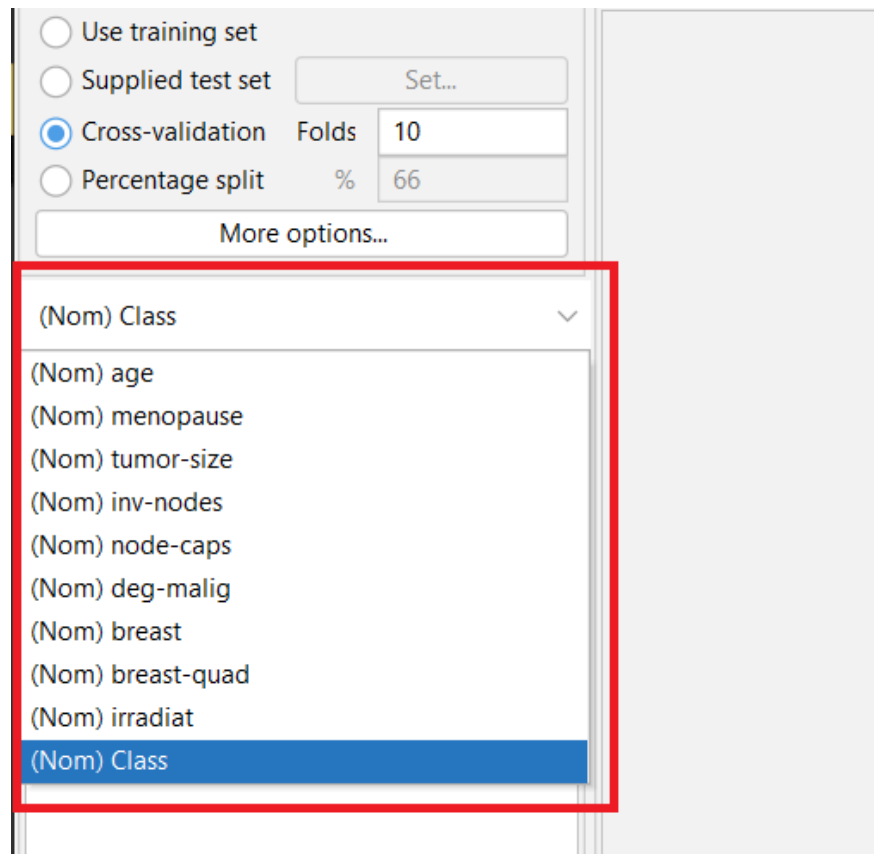 Use training set
Supplied test set Set...
Cross-validation Folds 10
Percentage split % 66
More options...
(Nom) Class
(Nom) age
(Nom) menopause
(Nom) tumor-size
(Nom) inv-nodes
(Nom) node-caps
(Nom) deg-malig
(Nom) breast
(Nom) breast-quad
(Nom) irradiat
(Nom) Class